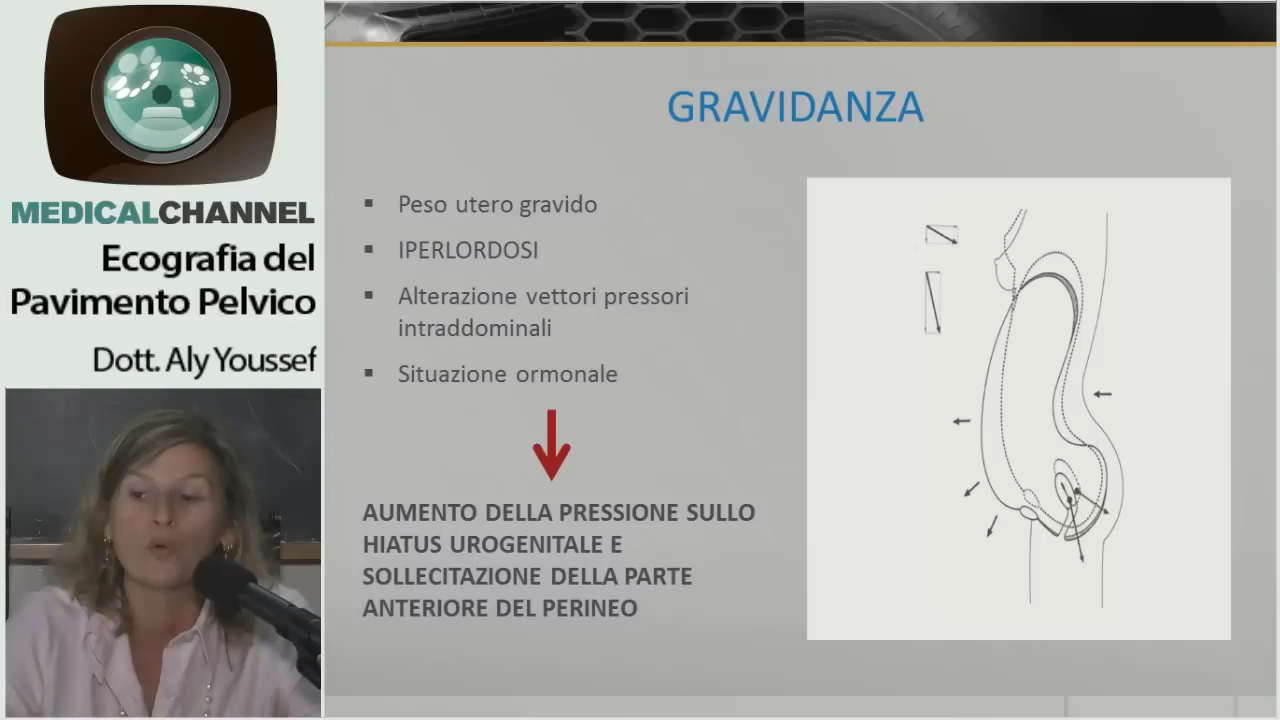 MEDICALCHANNEL
Ecografia del
Pavimento Pelvico
Dott. Aly Youssef
GRAVIDANZA
Peso utero gravido
IPERLORDOSI
Alterazione vettori pressori
intraddominali
Situazione ormonale
AUMENTO DELLA PRESSIONE SULLO
HIATUS UROGENITALE E
SOLLECITAZIONE DELLA PARTE
ANTERIORE DEL PERINEO